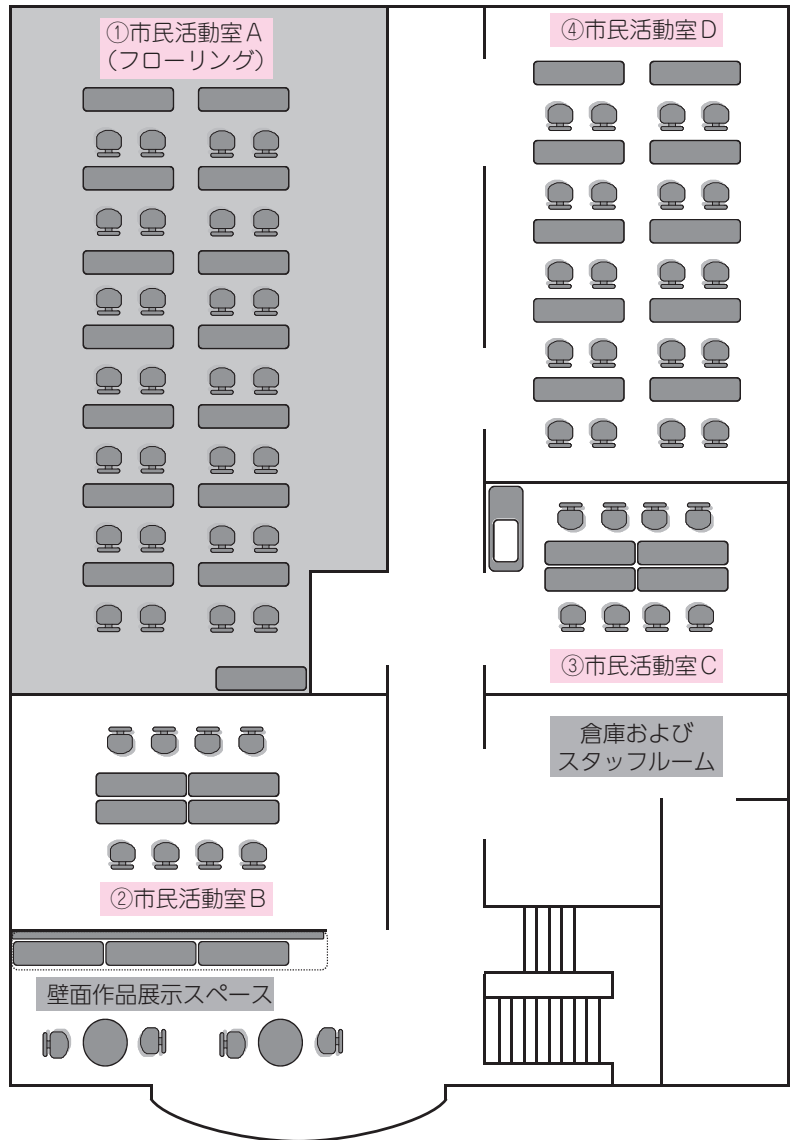 ①市民活動室A
（フローリング）
④市民活動室D
③市民活動室C
倉庫および
スタッフルーム
②市民活動室B
壁面作品展示スペース